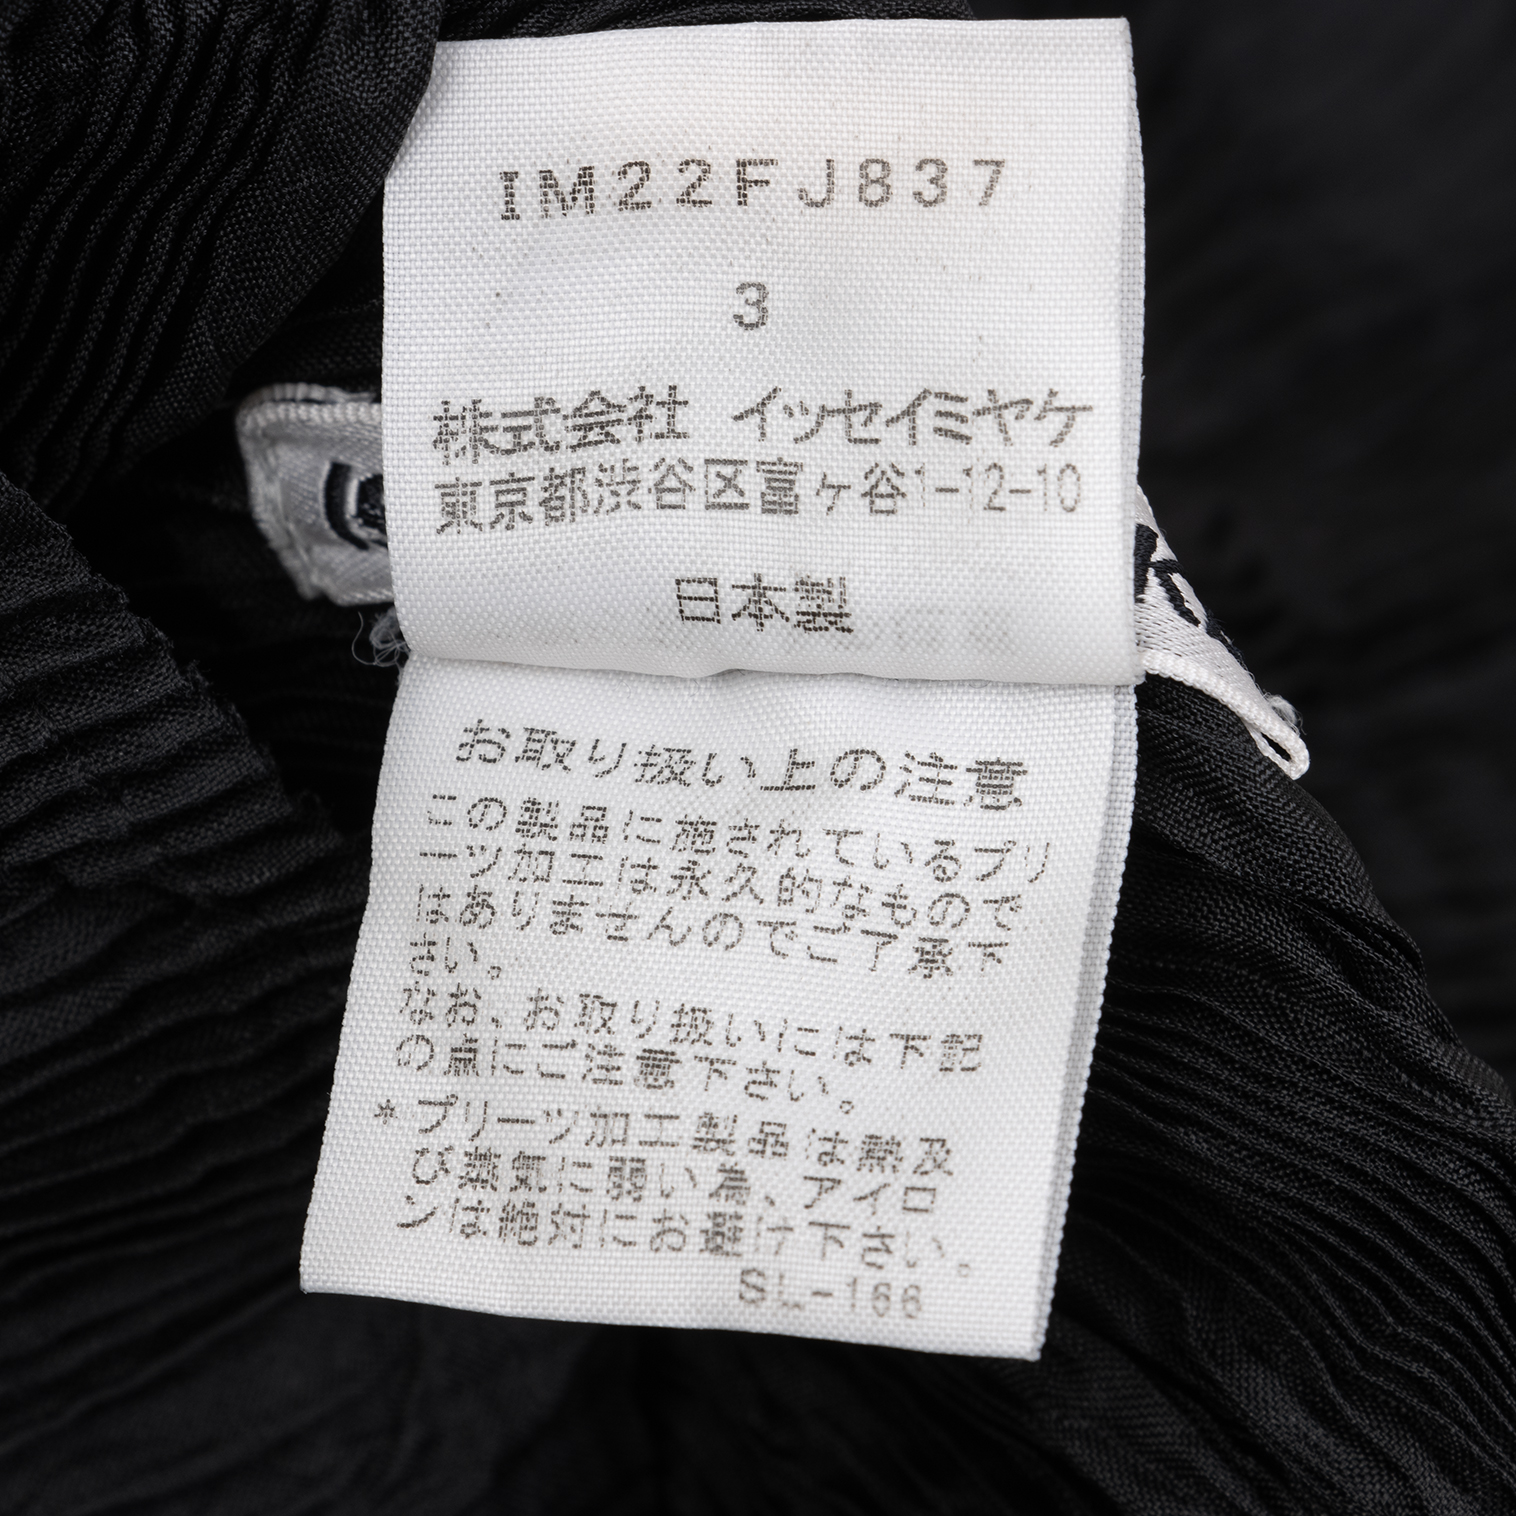 IM22FJ837
3
株式会社 イッセイミヤケ
東京都渋谷区富ヶ谷1-12-10
日本製
お取り扱い上の注意
この製品に施されているプリ
ーツ加工は永久的なもので
はありませんのでご了承下
さい。
なお、お取り扱いには下記
の点にご注意下さい。
*プリーツ加工製品は熱及
び蒸気に弱い為、アイロ
ンは絶対にお避け下さい。
SL-166